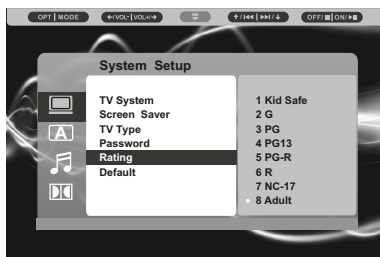 OPT | MODE
←/VOL- | VOL+/→
↑/I◀◀ | ▶▶I/↓
OFF/■ | ON/▶II
System Setup
TV System
Screen Saver
TV Type
Password
Rating
Default
A
1 Kid Safe
2 G
3 PG
4 PG13
5 PG-R
6 R
7 NC-17
8 Adult